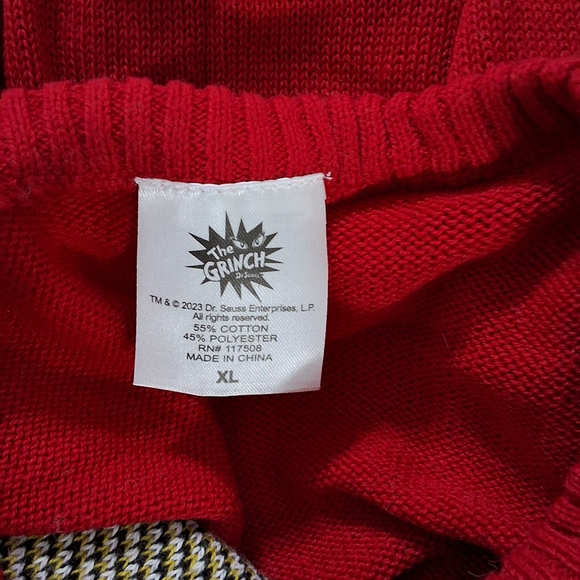 The
GRINCH
Dr. Seuss
TM & © 2023 Dr. Seuss Enterprises, L.P.
All rights reserved.
55% COTTON
45% POLYESTER
RN# 117508
MADE IN CHINA
XL